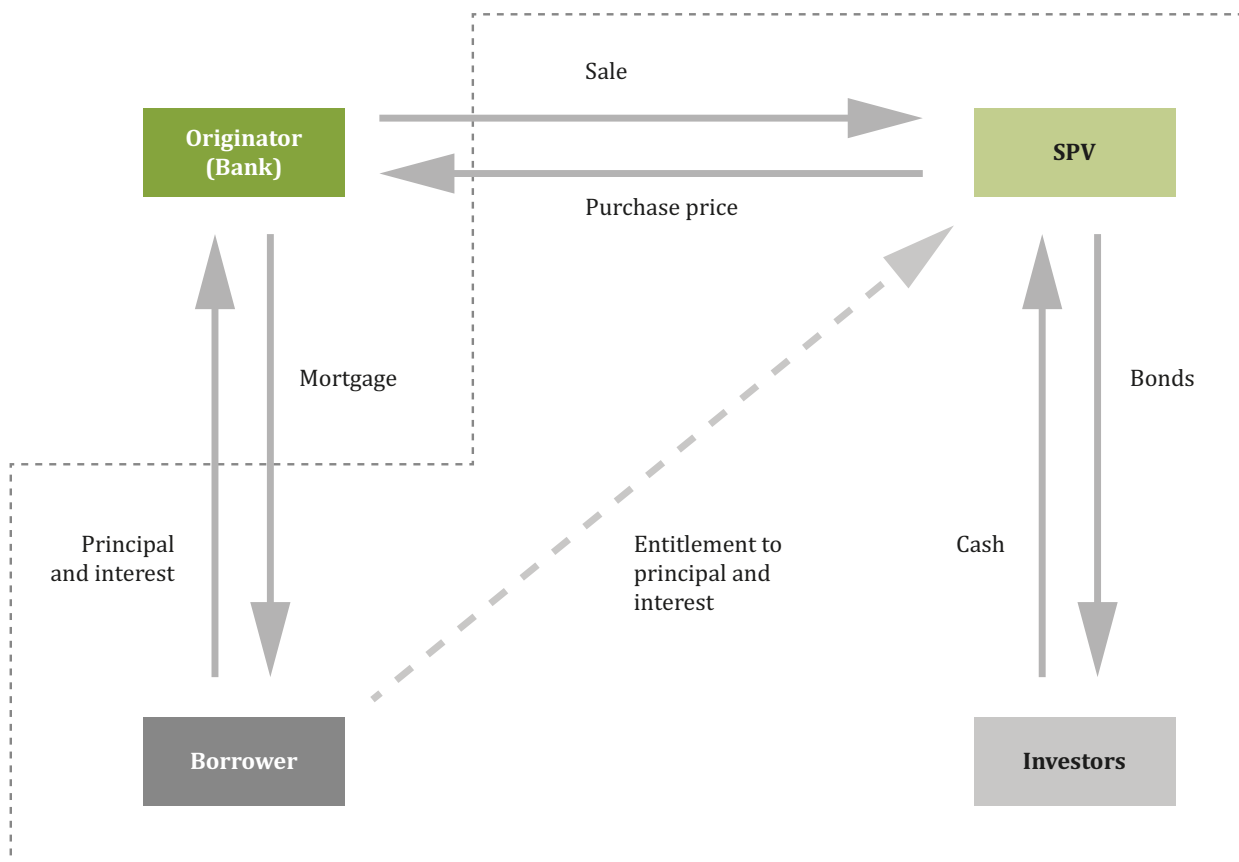 Sale
Originator
(Bank)
SPV
Purchase price
Mortgage
Bonds
Principal
and interest
Entitlement to
principal and
interest
Cash
Borrower
Investors